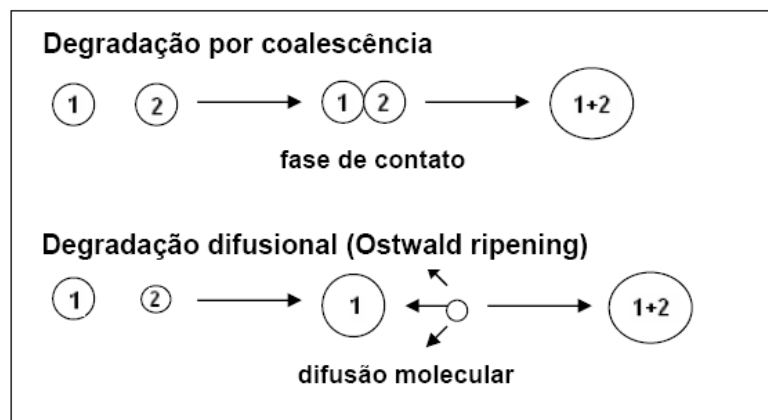 Degradação por coalescência
1 2 1 2 1+2
fase de contato
Degradação difusional (Ostwald ripening)
1 2 1 1+2
difusão molecular